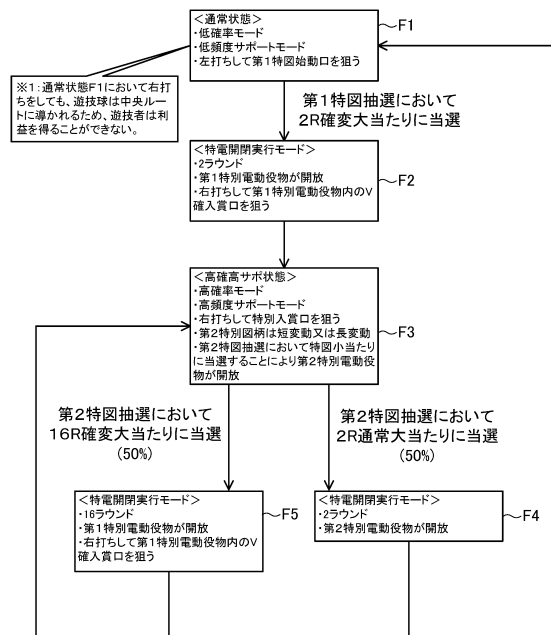 ＜通常状態＞
・低確率モード
・低頻度サポートモード
・左打ちして第1特図始動口を狙う
F1
※1：通常状態F1において右打
ちをしても、遊技球は中央ルー
トに導かれるため、遊技者は利
益を得ることができない。
第1特図抽選において
2R確変大当たりに当選
＜特電開閉実行モード＞
・2ラウンド
・第1特別電動役物が開放
・右打ちして第1特別電動役物内のV
確入賞口を狙う
F2
＜高確高サポ状態＞
・高確率モード
・高頻度サポートモード
・右打ちして特別入賞口を狙う
・第2特別図柄は短変動又は長変動
・第2特図抽選において特図小当たり
に当選することにより第2特別電動役
物が開放
F3
第2特図抽選において
16R確変大当たりに当選
(50%)
第2特図抽選において
2R通常大当たりに当選
(50%)
＜特電開閉実行モード＞
・16ラウンド
・第1特別電動役物が開放
・右打ちして第1特別電動役物内のV
確入賞口を狙う
F5
＜特電開閉実行モード＞
・2ラウンド
・第2特別電動役物が開放
F4